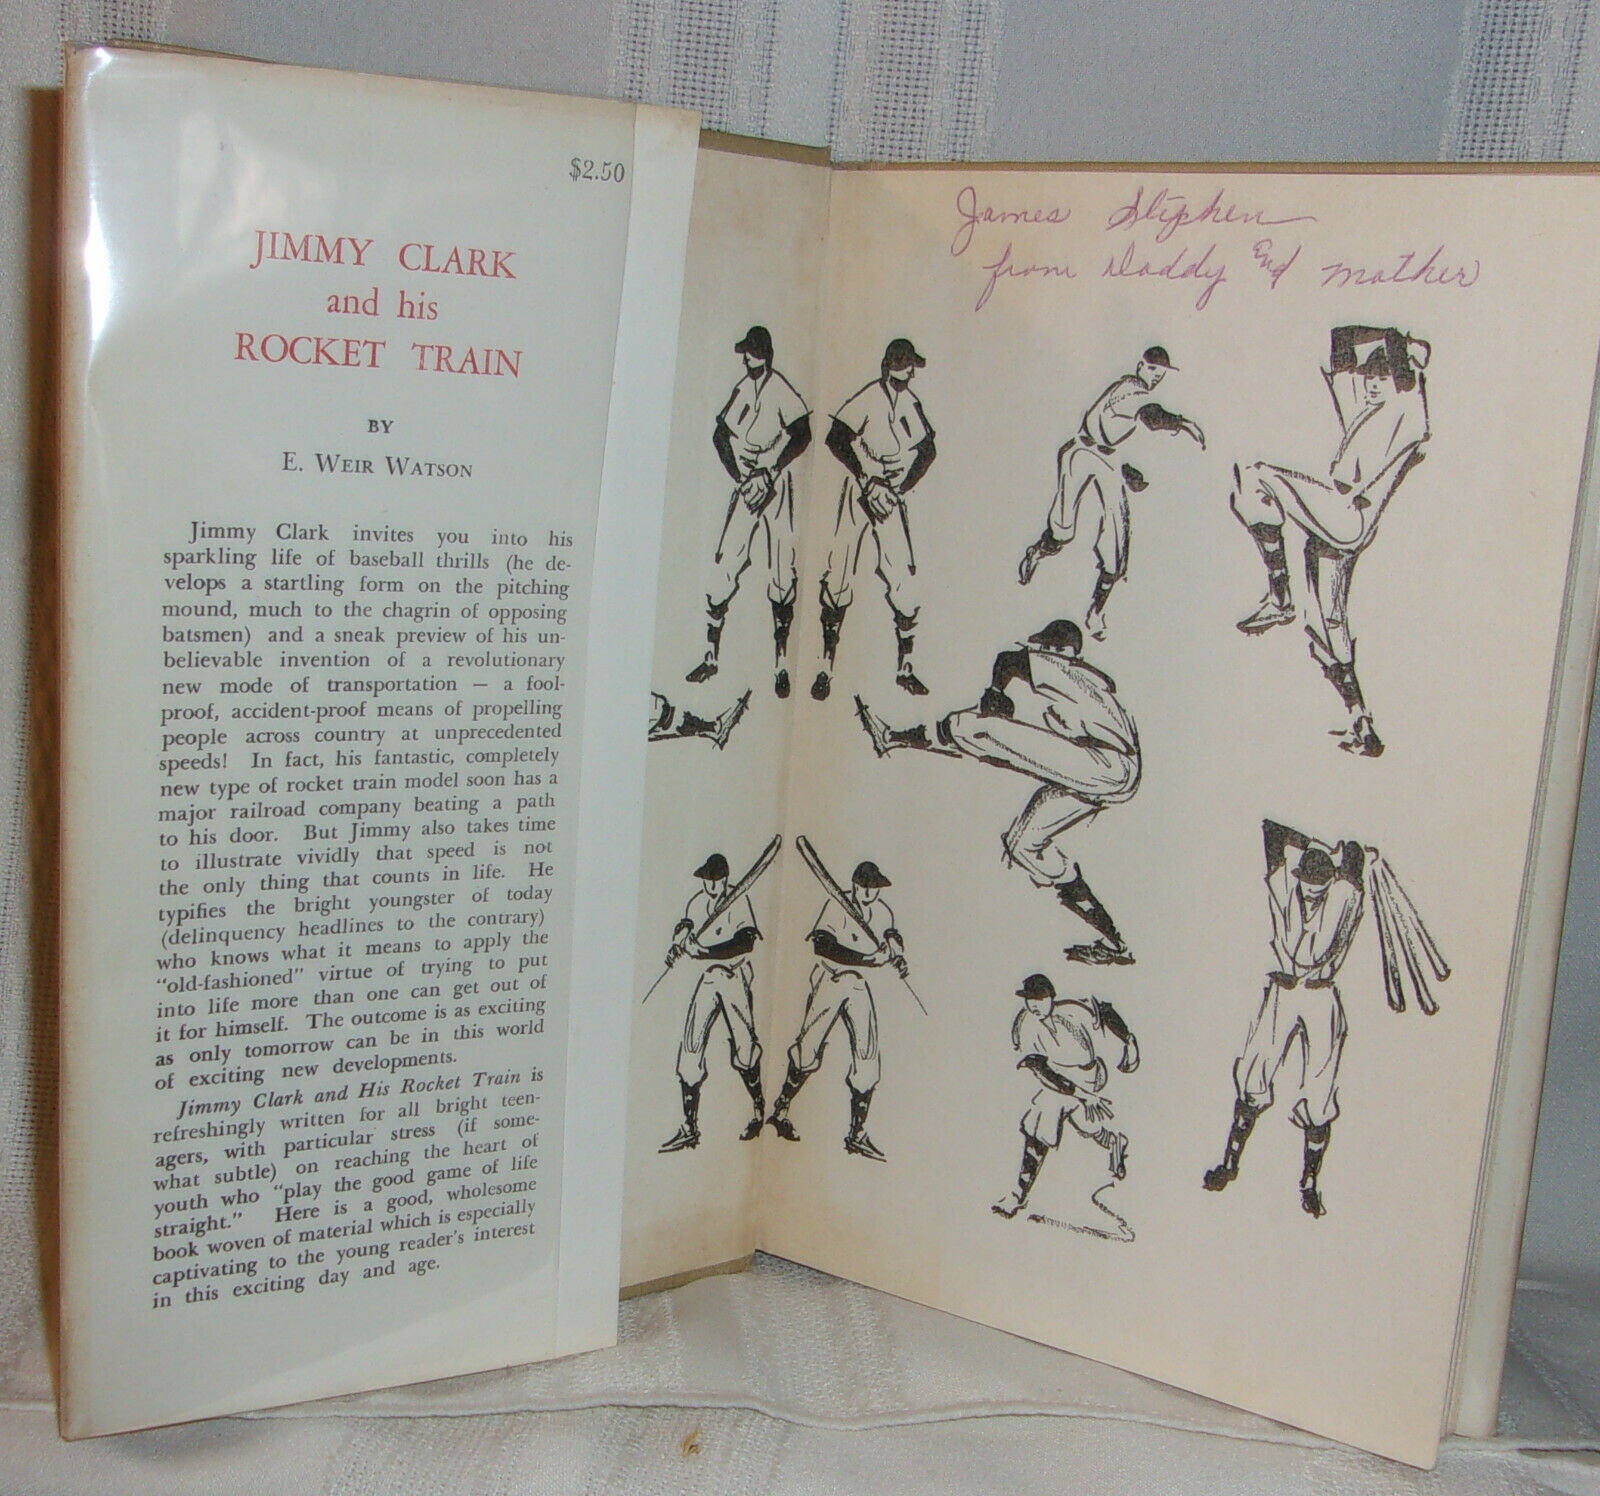 $2.50
JIMMY CLARK
and his
ROCKET TRAIN
BY
E. WEIR WATSON
Jimmy Clark invites you into his
sparkling life of baseball thrills (he de-
velops a startling form on the pitching
mound, much to the chagrin of opposing
batsmen) and a sneak preview of his un-
believable invention of a revolutionary
new mode of transportation — a fool-
proof, accident-proof means of propelling
people across country at unprecedented
speeds! In fact, his fantastic, completely
new type of rocket train model soon has a
major railroad company beating a path
to his door. But Jimmy also takes time
to illustrate vividly that speed is not
the only thing that counts in life. He
typifies the bright youngster of today
(delinquency headlines to the contrary)
who knows what it means to apply the
"old-fashioned" virtue of trying to put
into life more than one can get out of
it for himself. The outcome is as exciting
as only tomorrow can be in this world
of exciting new developments.
Jimmy Clark and His Rocket Train is
refreshingly written for all bright teen-
agers, with particular stress (if some-
what subtle) on reaching the heart of
youth who "play the good game of life
straight." Here is a good, wholesome
book woven of material which is especially
captivating to the young reader's interest
in this exciting day and age.
James Stephen
from Daddy and Mother